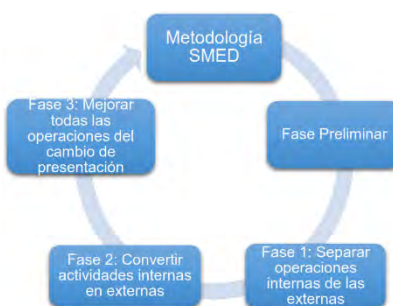 Metodología
SMED
Fase Preliminar
Fase 1: Separar
operaciones
internas de las
externas
Fase 2: Convertir
actividades internas
en externas
Fase 3: Mejorar
todas las
operaciones del
cambio de
presentación